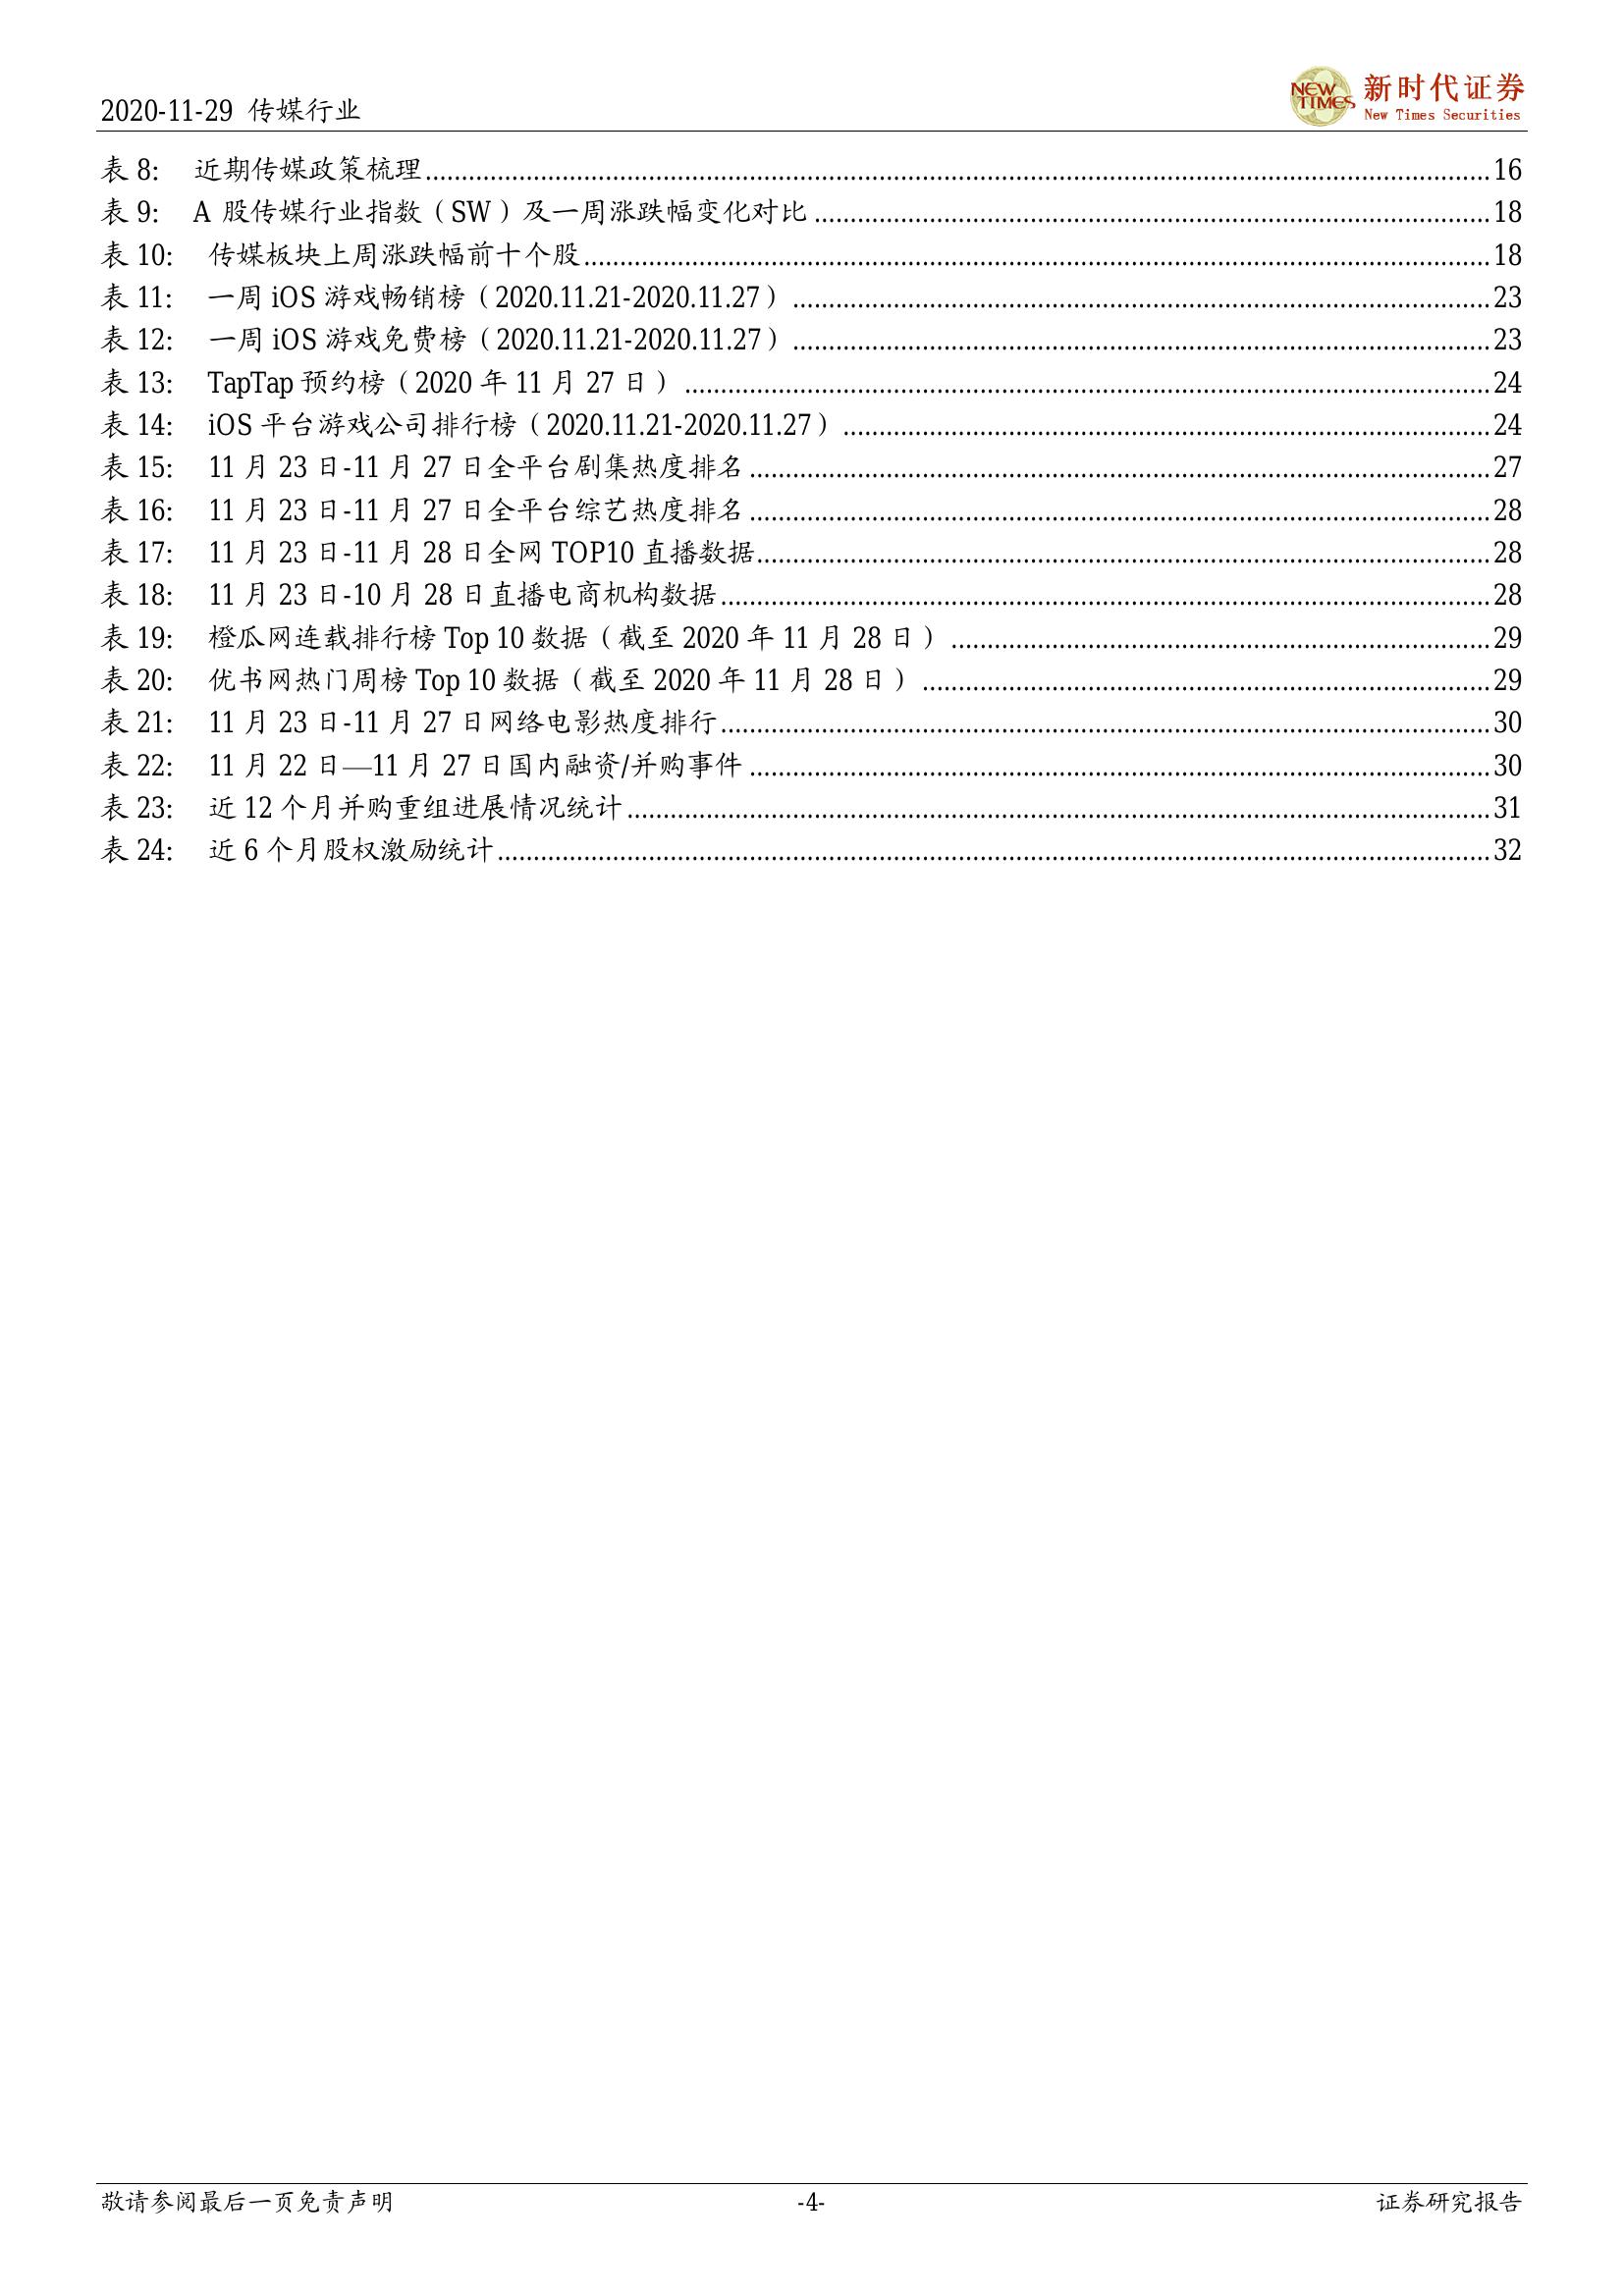 2020-11-29 传媒行业
NEW TIMES
新时代证券
New Times Securities
表 8: 近期传媒政策梳理 16
表 9: A 股传媒行业指数（SW）及一周涨跌幅变化对比 18
表 10: 传媒板块上周涨跌幅前十个股 18
表 11: 一周 iOS 游戏畅销榜（2020.11.21-2020.11.27） 23
表 12: 一周 iOS 游戏免费榜（2020.11.21-2020.11.27） 23
表 13: TapTap 预约榜（2020 年 11 月 27 日） 24
表 14: iOS 平台游戏公司排行榜（2020.11.21-2020.11.27） 24
表 15: 11 月 23 日-11 月 27 日全平台剧集热度排名 27
表 16: 11 月 23 日-11 月 27 日全平台综艺热度排名 28
表 17: 11 月 23 日-11 月 28 日全网 TOP10 直播数据 28
表 18: 11 月 23 日-10 月 28 日直播电商机构数据 28
表 19: 橙瓜网连载排行榜 Top 10 数据（截至 2020 年 11 月 28 日） 29
表 20: 优书网热门周榜 Top 10 数据（截至 2020 年 11 月 28 日） 29
表 21: 11 月 23 日-11 月 27 日网络电影热度排行 30
表 22: 11 月 22 日—11 月 27 日国内融资/并购事件 30
表 23: 近 12 个月并购重组进展情况统计 31
表 24: 近 6 个月股权激励统计 32
敬请参阅最后一页免责声明 -4- 证券研究报告